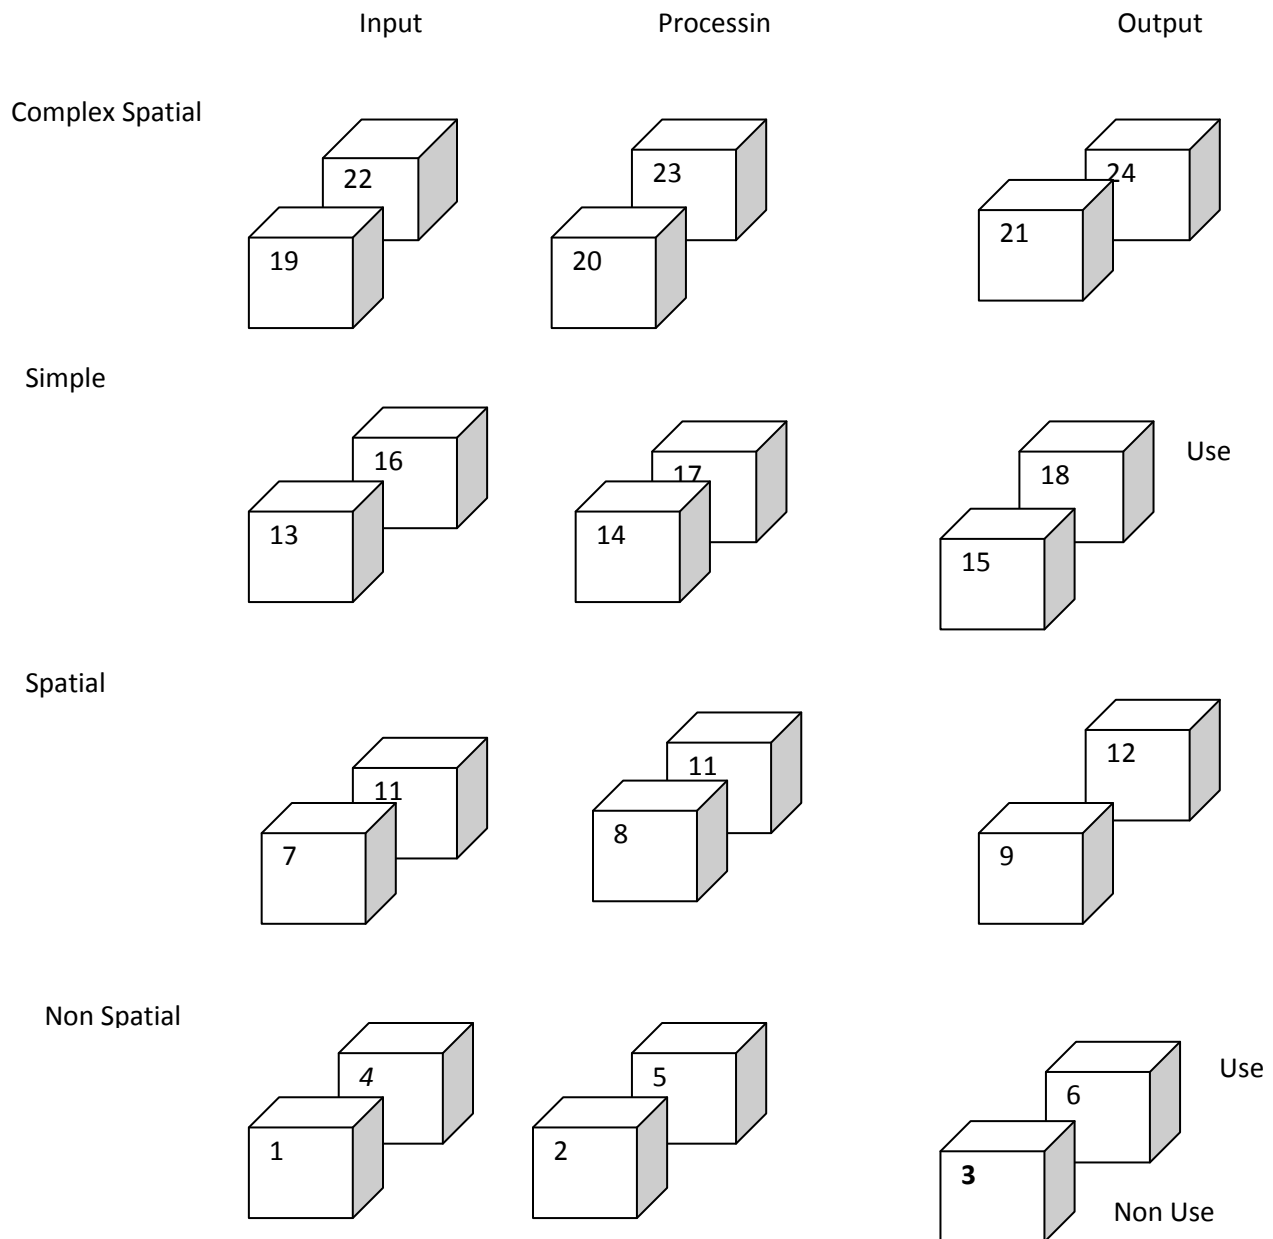 Input Processin Output
Complex Spatial
22 23 24
19 20 21
Simple
16 17 18 Use
13 14 15
Spatial
11 11 12
7 8 9
Non Spatial
4 5 6 Use
1 2 3
Non Use